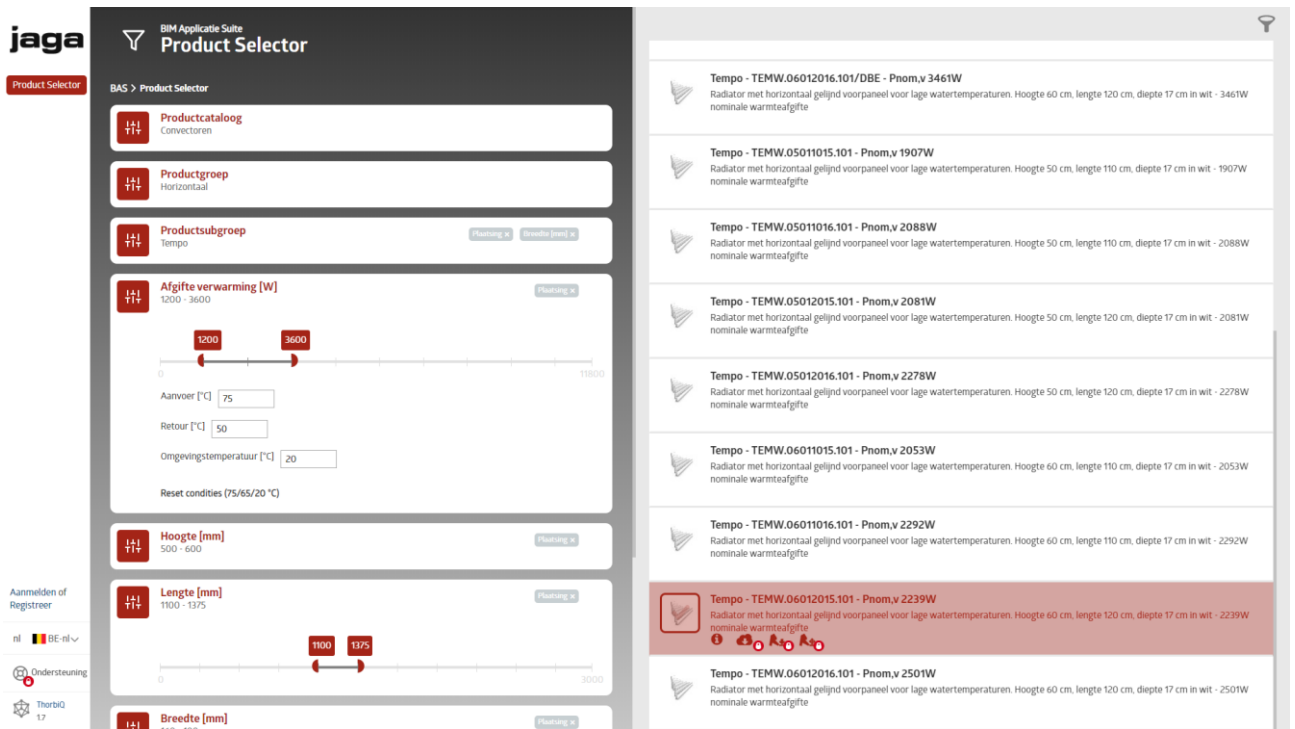 jaga
Product Selector
Aanmelden of
Registreer
nl BE-nl
Ondersteuning
ThorbiQ
1.7
BIM Applicatie Suite
Product Selector
BAS > Product Selector
Productcataloog
Convectoren
Productgroep
Horizontaal
Productsubgroep
Tempo
Plaatsing x Breedte [mm] x
Afgifte verwarming [W]
1200 - 3600
Plaatsing x
1200 3600
0 11800
Aanvoer [°C] 75
Retour [°C] 50
Omgevingstemperatuur [°C] 20
Reset condities (75/65/20 °C)
Hoogte [mm]
500 - 600
Plaatsing x
Lengte [mm]
1100 - 1375
Plaatsing x
1100 1375
0 3000
Breedte [mm]
Plaatsing x
Tempo - TEMW.06012016.101/DBE - Pnom,v 3461W
Radiator met horizontaal gelijnd voorpaneel voor lage watertemperaturen. Hoogte 60 cm, lengte 120 cm, diepte 17 cm in wit - 3461W
nominale warmteafgifte
Tempo - TEMW.05011015.101 - Pnom,v 1907W
Radiator met horizontaal gelijnd voorpaneel voor lage watertemperaturen. Hoogte 50 cm, lengte 110 cm, diepte 17 cm in wit - 1907W
nominale warmteafgifte
Tempo - TEMW.05011016.101 - Pnom,v 2088W
Radiator met horizontaal gelijnd voorpaneel voor lage watertemperaturen. Hoogte 50 cm, lengte 110 cm, diepte 17 cm in wit - 2088W
nominale warmteafgifte
Tempo - TEMW.05012015.101 - Pnom,v 2081W
Radiator met horizontaal gelijnd voorpaneel voor lage watertemperaturen. Hoogte 50 cm, lengte 120 cm, diepte 17 cm in wit - 2081W
nominale warmteafgifte
Tempo - TEMW.05012016.101 - Pnom,v 2278W
Radiator met horizontaal gelijnd voorpaneel voor lage watertemperaturen. Hoogte 50 cm, lengte 120 cm, diepte 17 cm in wit - 2278W
nominale warmteafgifte
Tempo - TEMW.06011015.101 - Pnom,v 2053W
Radiator met horizontaal gelijnd voorpaneel voor lage watertemperaturen. Hoogte 60 cm, lengte 110 cm, diepte 17 cm in wit - 2053W
nominale warmteafgifte
Tempo - TEMW.06011016.101 - Pnom,v 2292W
Radiator met horizontaal gelijnd voorpaneel voor lage watertemperaturen. Hoogte 60 cm, lengte 110 cm, diepte 17 cm in wit - 2292W
nominale warmteafgifte
Tempo - TEMW.06012015.101 - Pnom,v 2239W
Radiator met horizontaal gelijnd voorpaneel voor lage watertemperaturen. Hoogte 60 cm, lengte 120 cm, diepte 17 cm in wit - 2239W
nominale warmteafgifte
Tempo - TEMW.06012016.101 - Pnom,v 2501W
Radiator met horizontaal gelijnd voorpaneel voor lage watertemperaturen. Hoogte 60 cm, lengte 120 cm, diepte 17 cm in wit - 2501W
nominale warmteafgifte